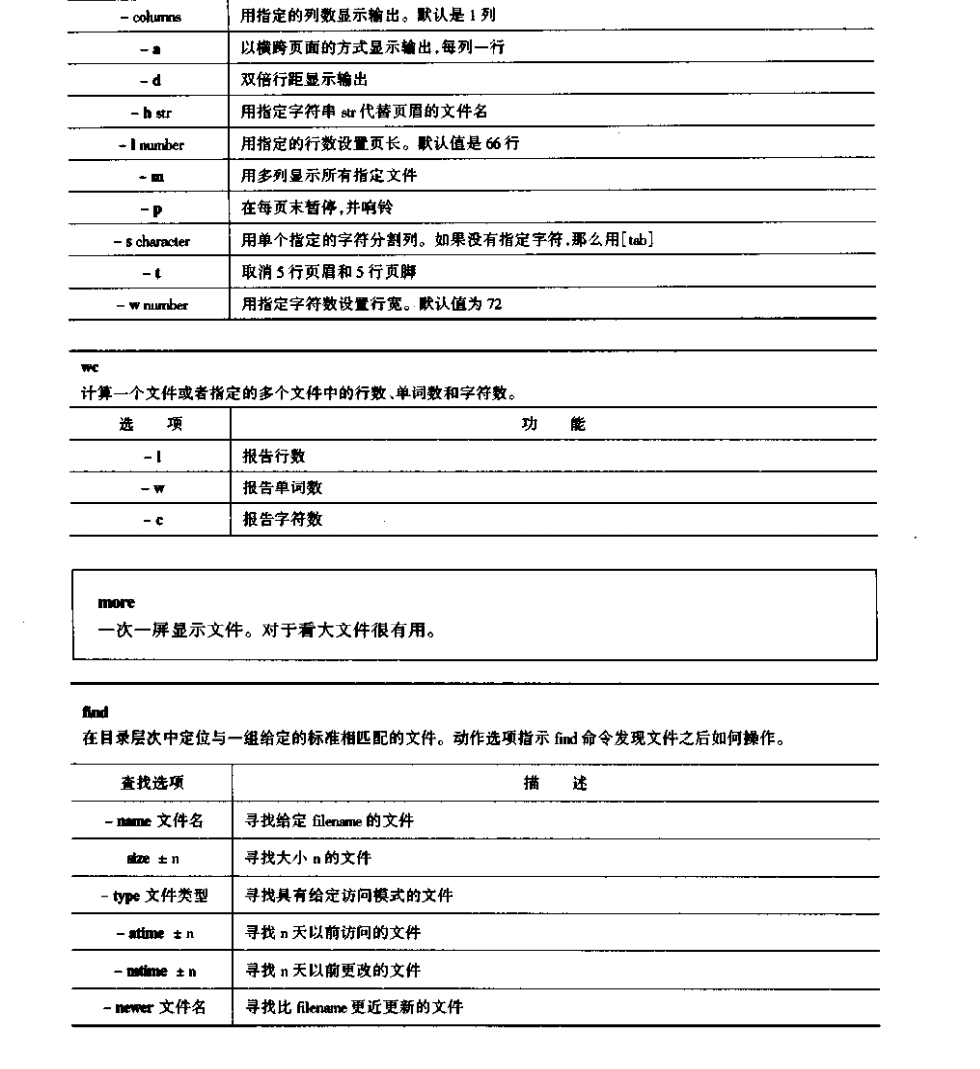 - columns 用指定的列数显示输出。默认是 1 列
- a 以横跨页面的方式显示输出,每列一行
- d 双倍行距显示输出
- h str 用指定字符串 str 代替页眉的文件名
- l number 用指定的行数设置页长。默认值是 66 行
- m 用多列显示所有指定文件
- p 在每页末暂停,并响铃
- s character 用单个指定的字符分割列。如果没有指定字符,那么用[tab]
- t 取消 5 行页眉和 5 行页脚
- w number 用指定字符数设置行宽。默认值为 72
wc
计算一个文件或者指定的多个文件中的行数、单词数和字符数。
选 项 功 能
- l 报告行数
- w 报告单词数
- c 报告字符数
more
一次一屏显示文件。对于看大文件很有用。
find
在目录层次中定位与一组给定的标准相匹配的文件。动作选项指示 find 命令发现文件之后如何操作。
查找选项 描 述
- name 文件名 寻找给定 filename 的文件
size ± n 寻找大小 n 的文件
- type 文件类型 寻找具有给定访问模式的文件
- atime ± n 寻找 n 天以前访问的文件
± n 寻找 n 天以前更改的文件
- newer 文件名 寻找比 filename 更近更新的文件